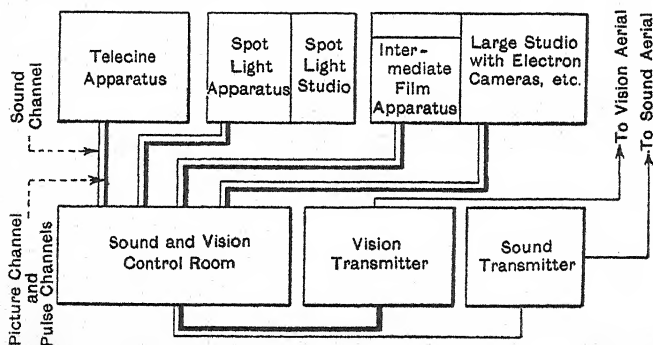 Telecine
Apparatus
Spot
Light
Apparatus
Spot
Light
Studio
Inter-
mediate
Film
Apparatus
Large Studio
with Electron
Cameras, etc.
To Vision Aerial
To Sound Aerial
Sound
Channel
Picture Channel
and
Pulse Channels
Sound and Vision
Control Room
Vision
Transmitter
Sound
Transmitter